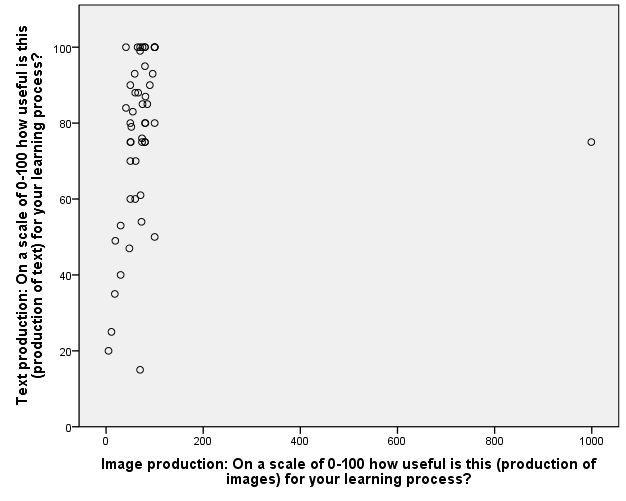 Text production: On a scale of 0-100 how useful is this
(production of text) for your learning process?
100
80
60
40
20
0
0 200 400 600 800 1000
Image production: On a scale of 0-100 how useful is this (production of
images) for your learning process?